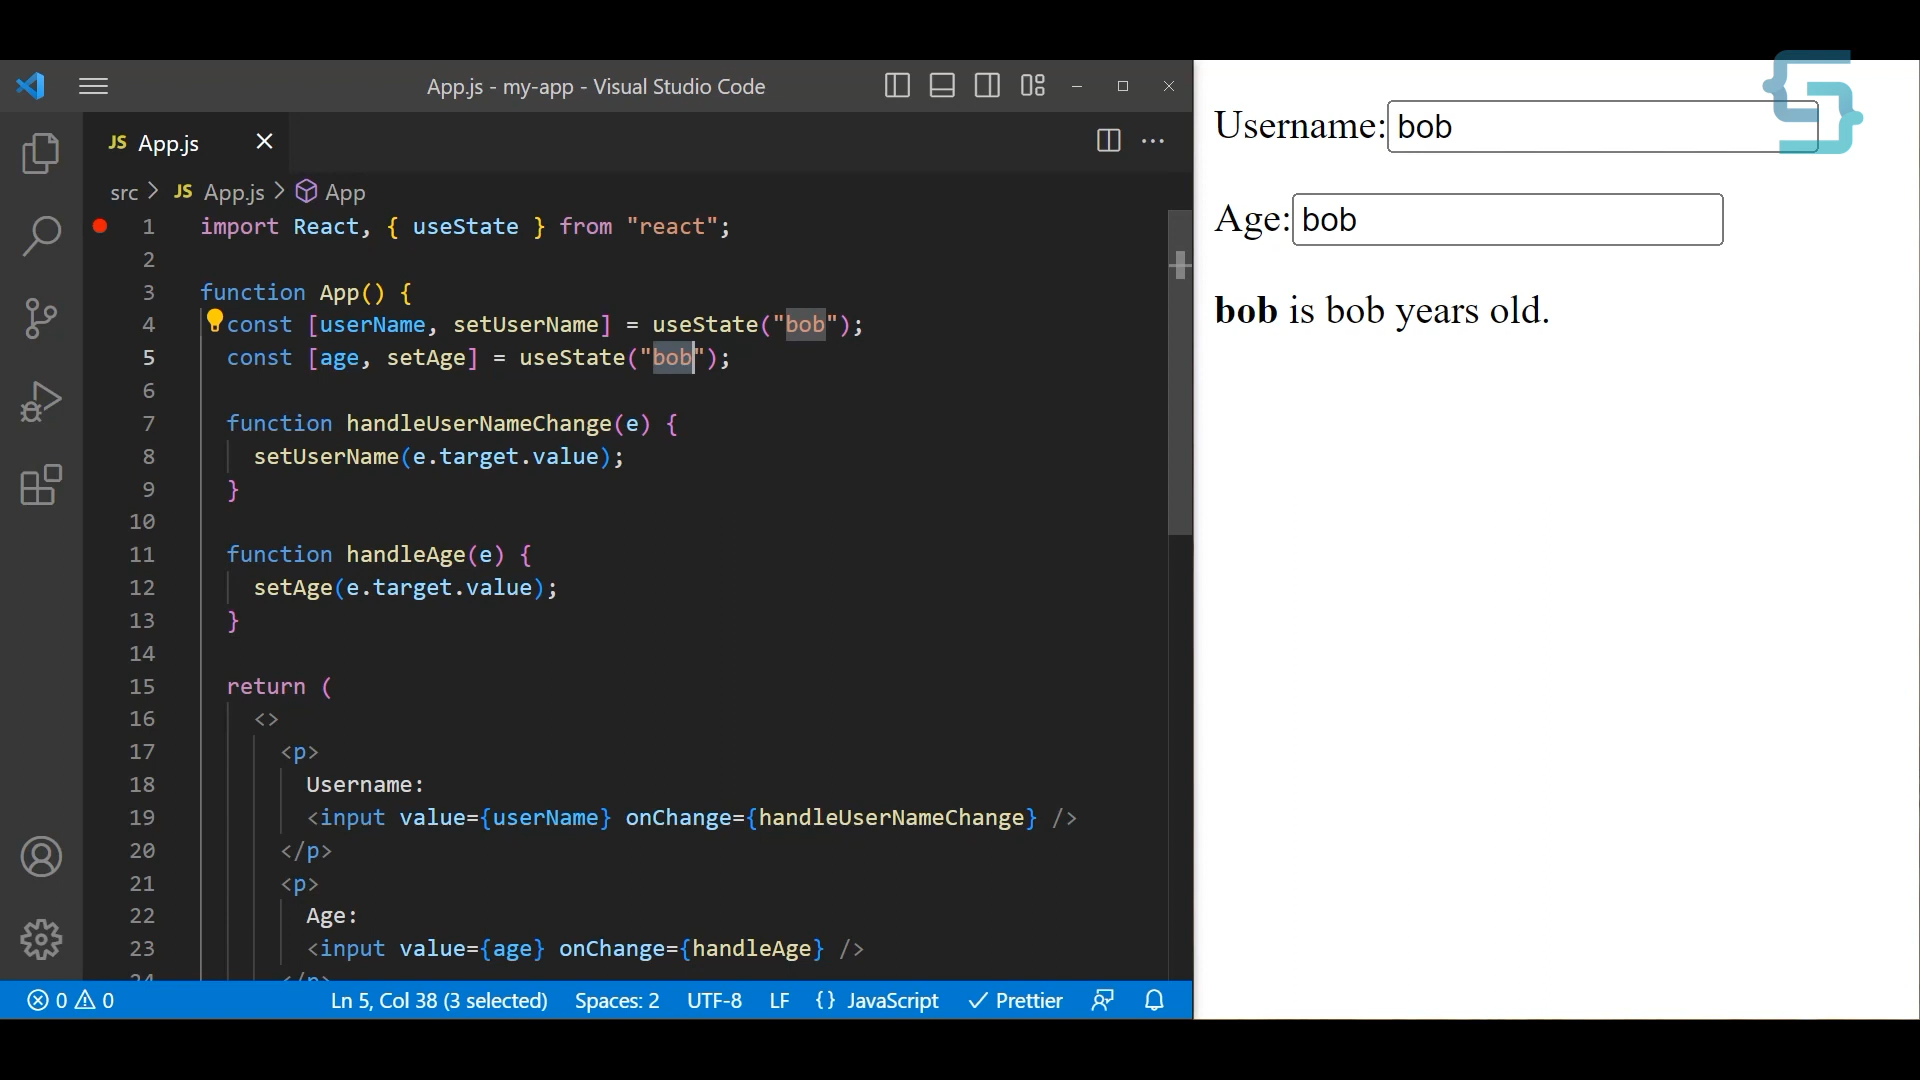 App.js - my-app - Visual Studio Code
JS App.js
src > JS App.js > App
1 import React, { useState } from "react";
2
3 function App() {
4 const [userName, setUserName] = useState("bob");
5 const [age, setAge] = useState("bob");
6
7 function handleUserNameChange(e) {
8 setUserName(e.target.value);
9 }
10
11 function handleAge(e) {
12 setAge(e.target.value);
13 }
14
15 return (
16 <>
17 <p>
18 Username:
19 <input value={userName} onChange={handleUserNameChange} />
20 </p>
21 <p>
22 Age:
23 <input value={age} onChange={handleAge} />
24 </p>
0 0 Ln 5, Col 38 (3 selected) Spaces: 2 UTF-8 LF {} JavaScript Prettier
Username: bob
Age: bob
bob is bob years old.